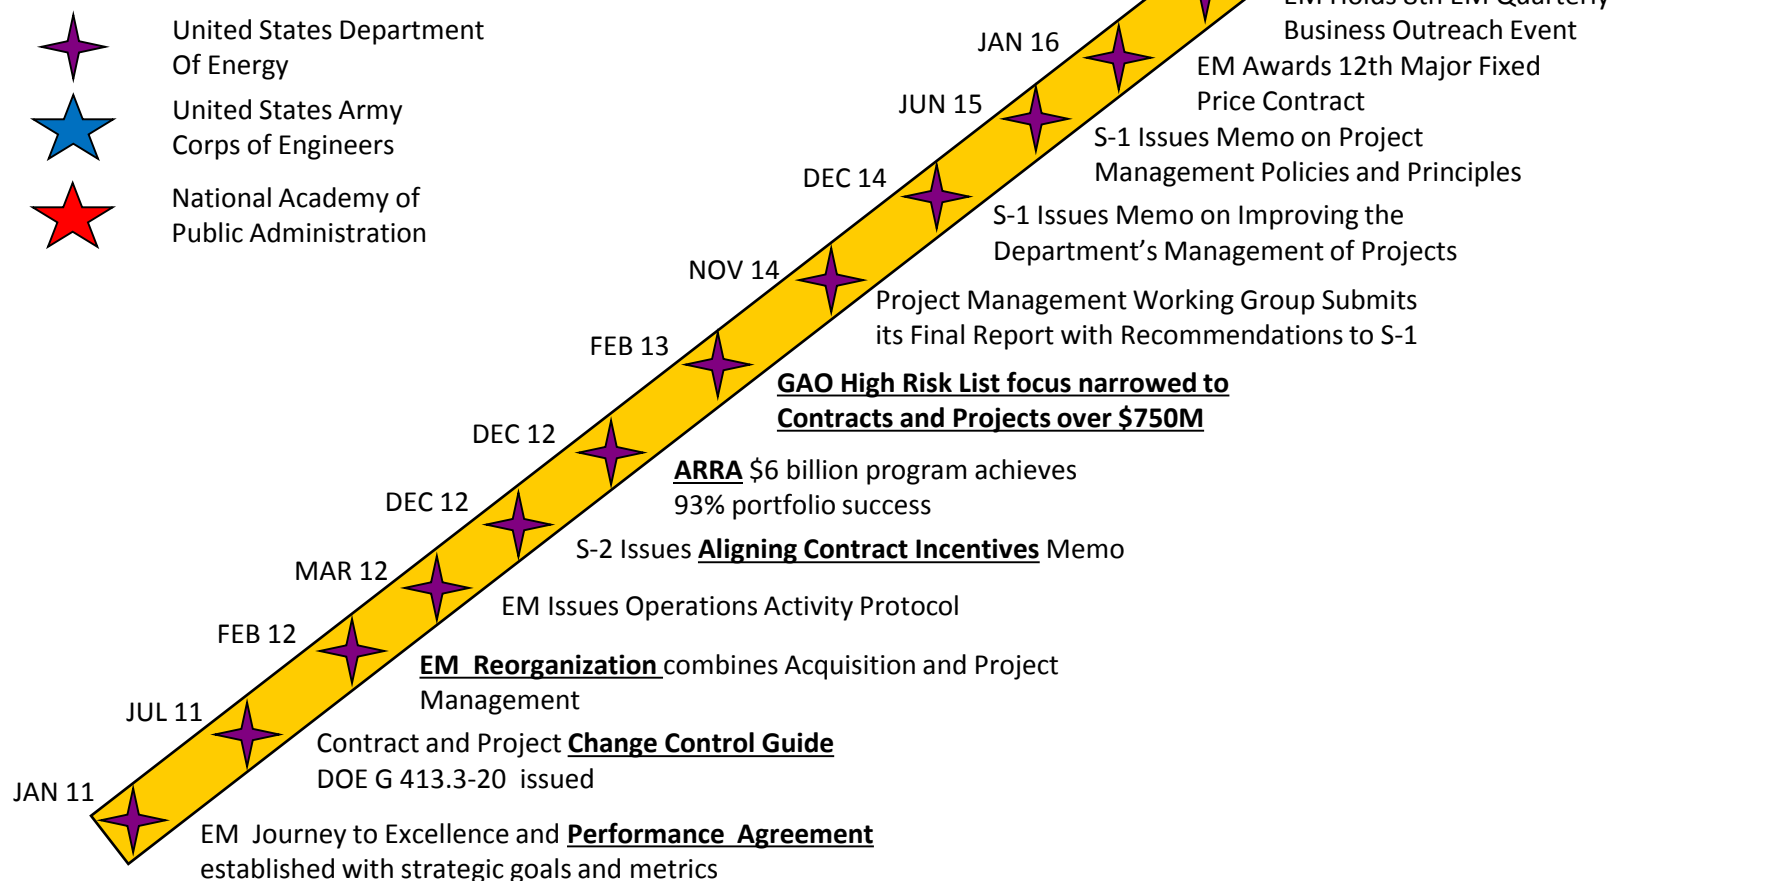 United States Department
Of Energy
United States Army
Corps of Engineers
National Academy of
Public Administration
EM Holds 8th EM Quarterly
Business Outreach Event
JAN 16
EM Awards 12th Major Fixed
Price Contract
JUN 15
S-1 Issues Memo on Project
Management Policies and Principles
DEC 14
S-1 Issues Memo on Improving the
Department’s Management of Projects
NOV 14
Project Management Working Group Submits
its Final Report with Recommendations to S-1
FEB 13
GAO High Risk List focus narrowed to
Contracts and Projects over $750M
DEC 12
ARRA $6 billion program achieves
93% portfolio success
DEC 12
S-2 Issues Aligning Contract Incentives Memo
MAR 12
EM Issues Operations Activity Protocol
FEB 12
EM Reorganization combines Acquisition and Project
Management
JUL 11
Contract and Project Change Control Guide
DOE G 413.3-20 issued
JAN 11
EM Journey to Excellence and Performance Agreement
established with strategic goals and metrics